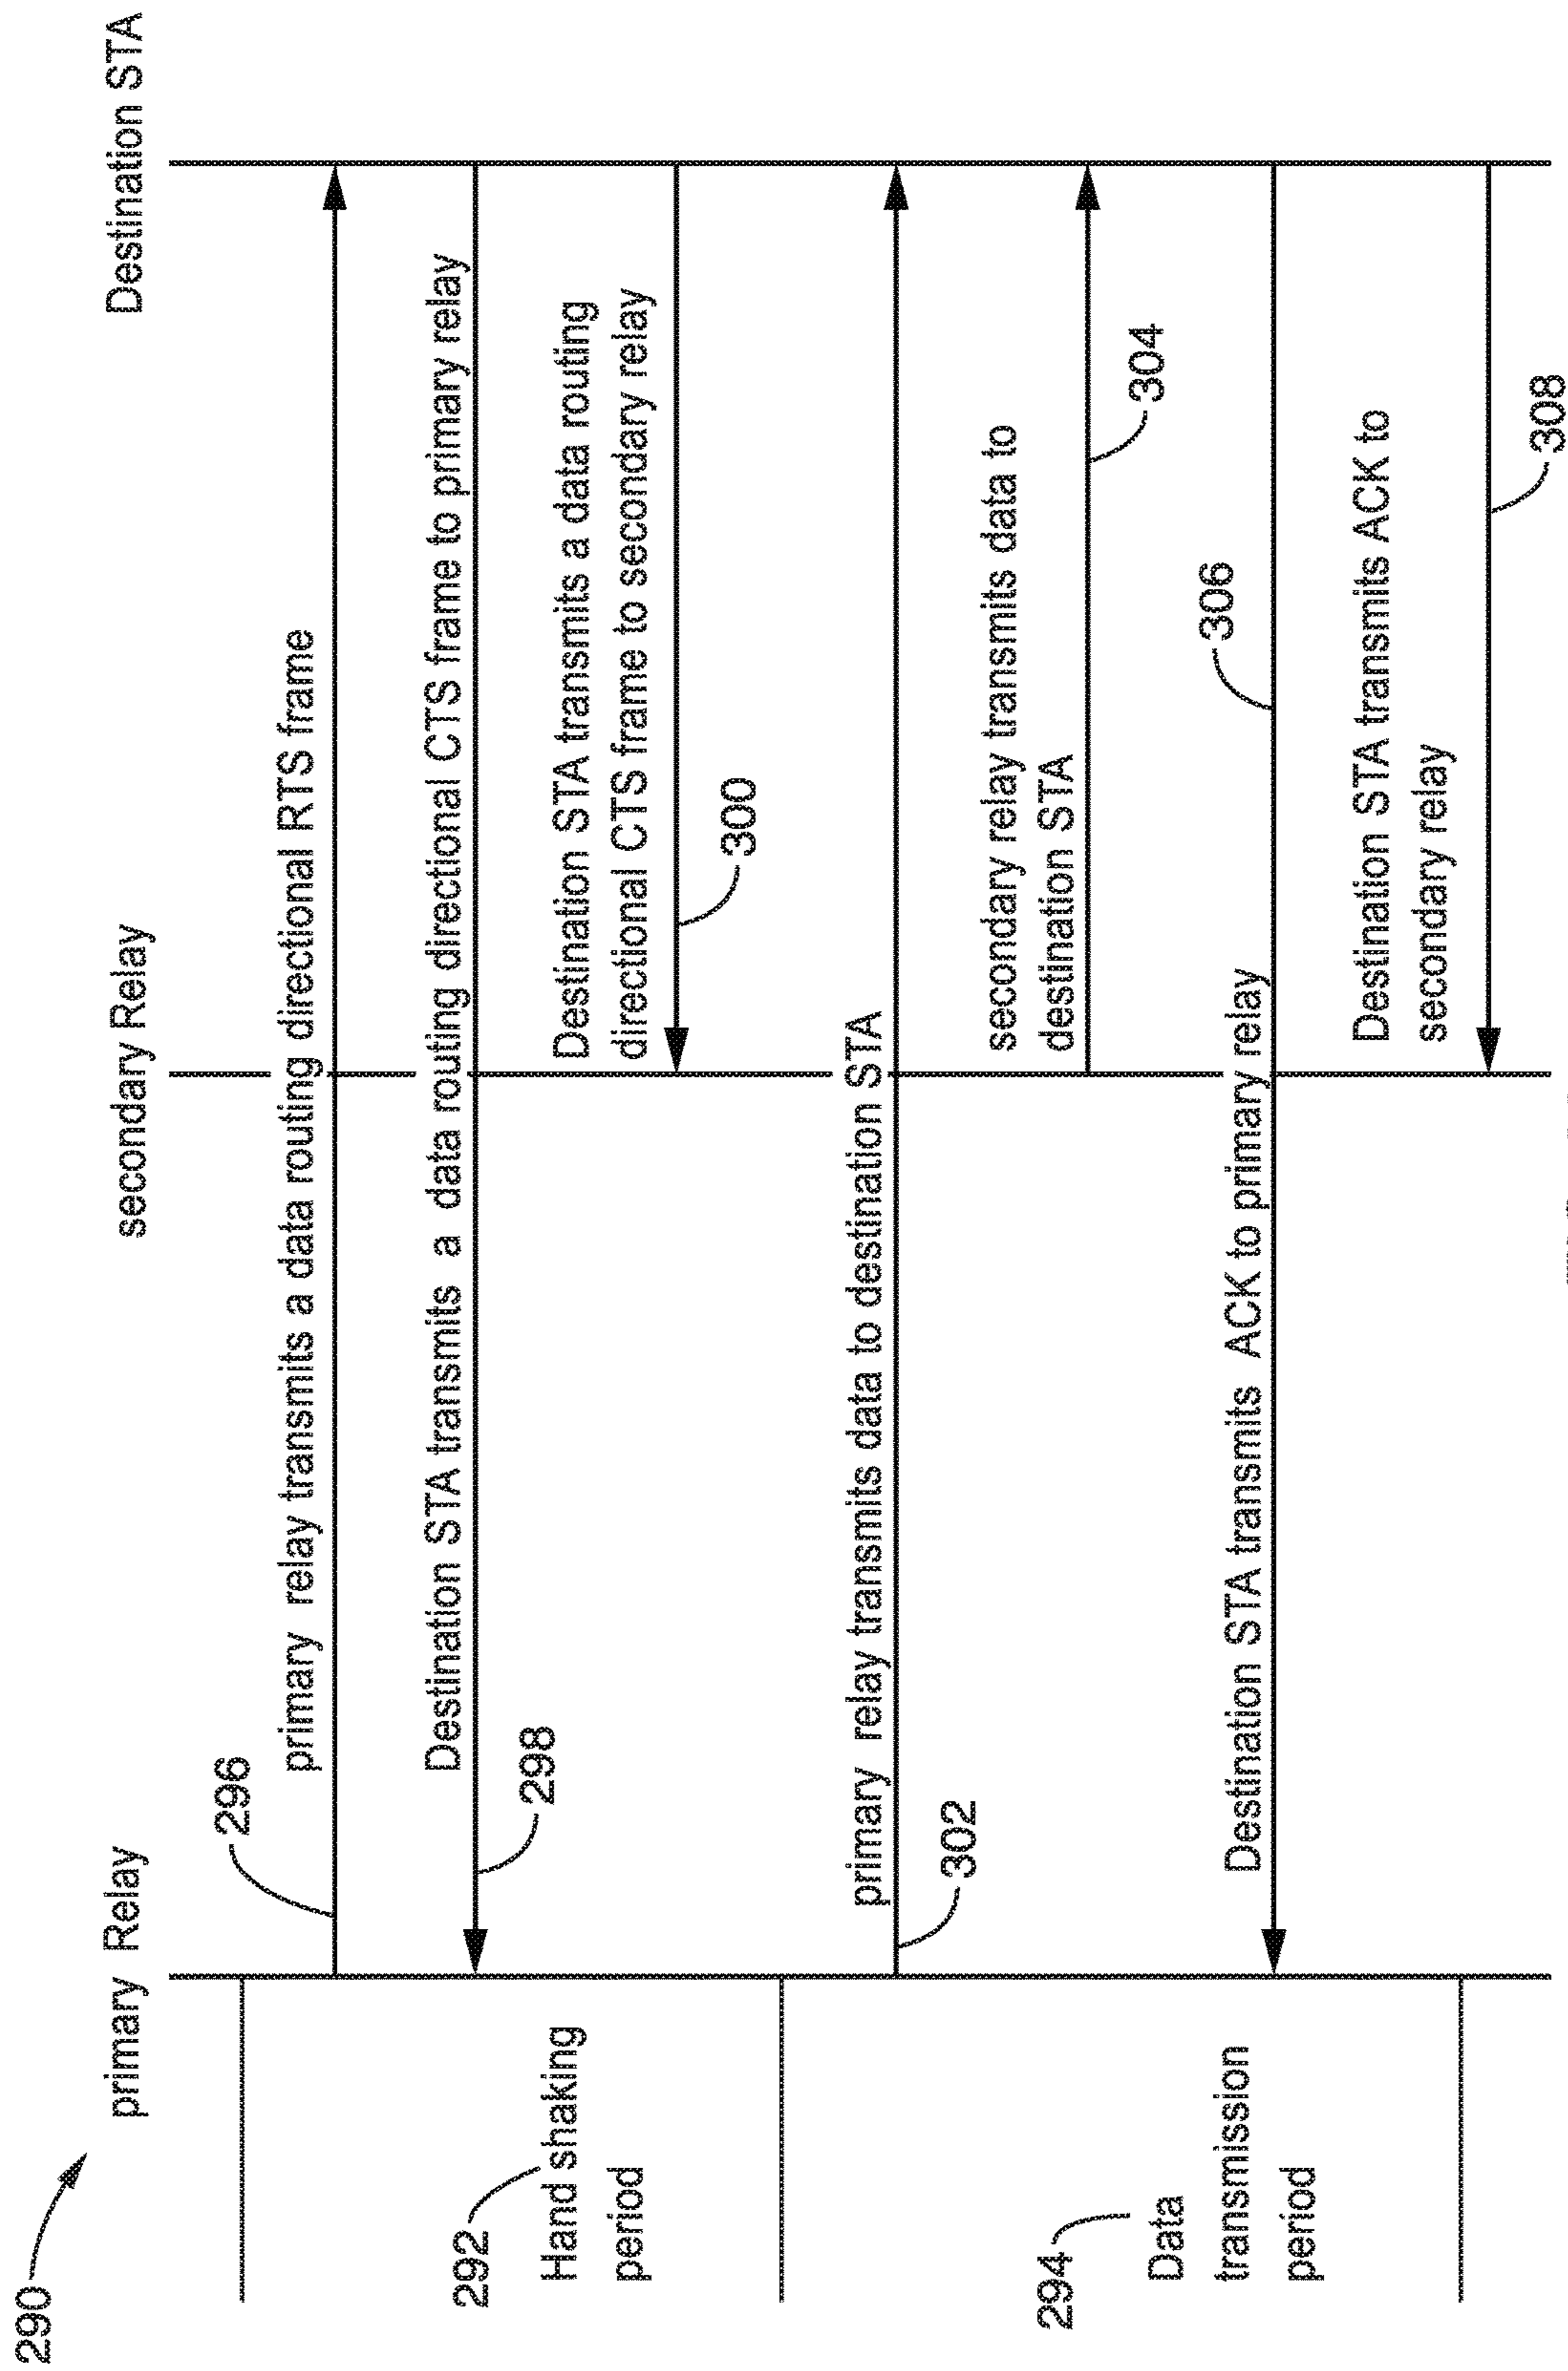 290
primary Relay
secondary Relay
Destination STA
296
primary relay transmits a data routing directional RTS frame
Destination STA transmits a data routing directional CTS frame to primary relay
298
292
Hand shaking
period
Destination STA transmits a data routing
directional CTS frame to secondary relay
300
primary relay transmits data to destination STA
302
secondary relay transmits data to
destination STA
304
294
Data
transmission
period
306
Destination STA transmits ACK to primary relay
Destination STA transmits ACK to
secondary relay
308